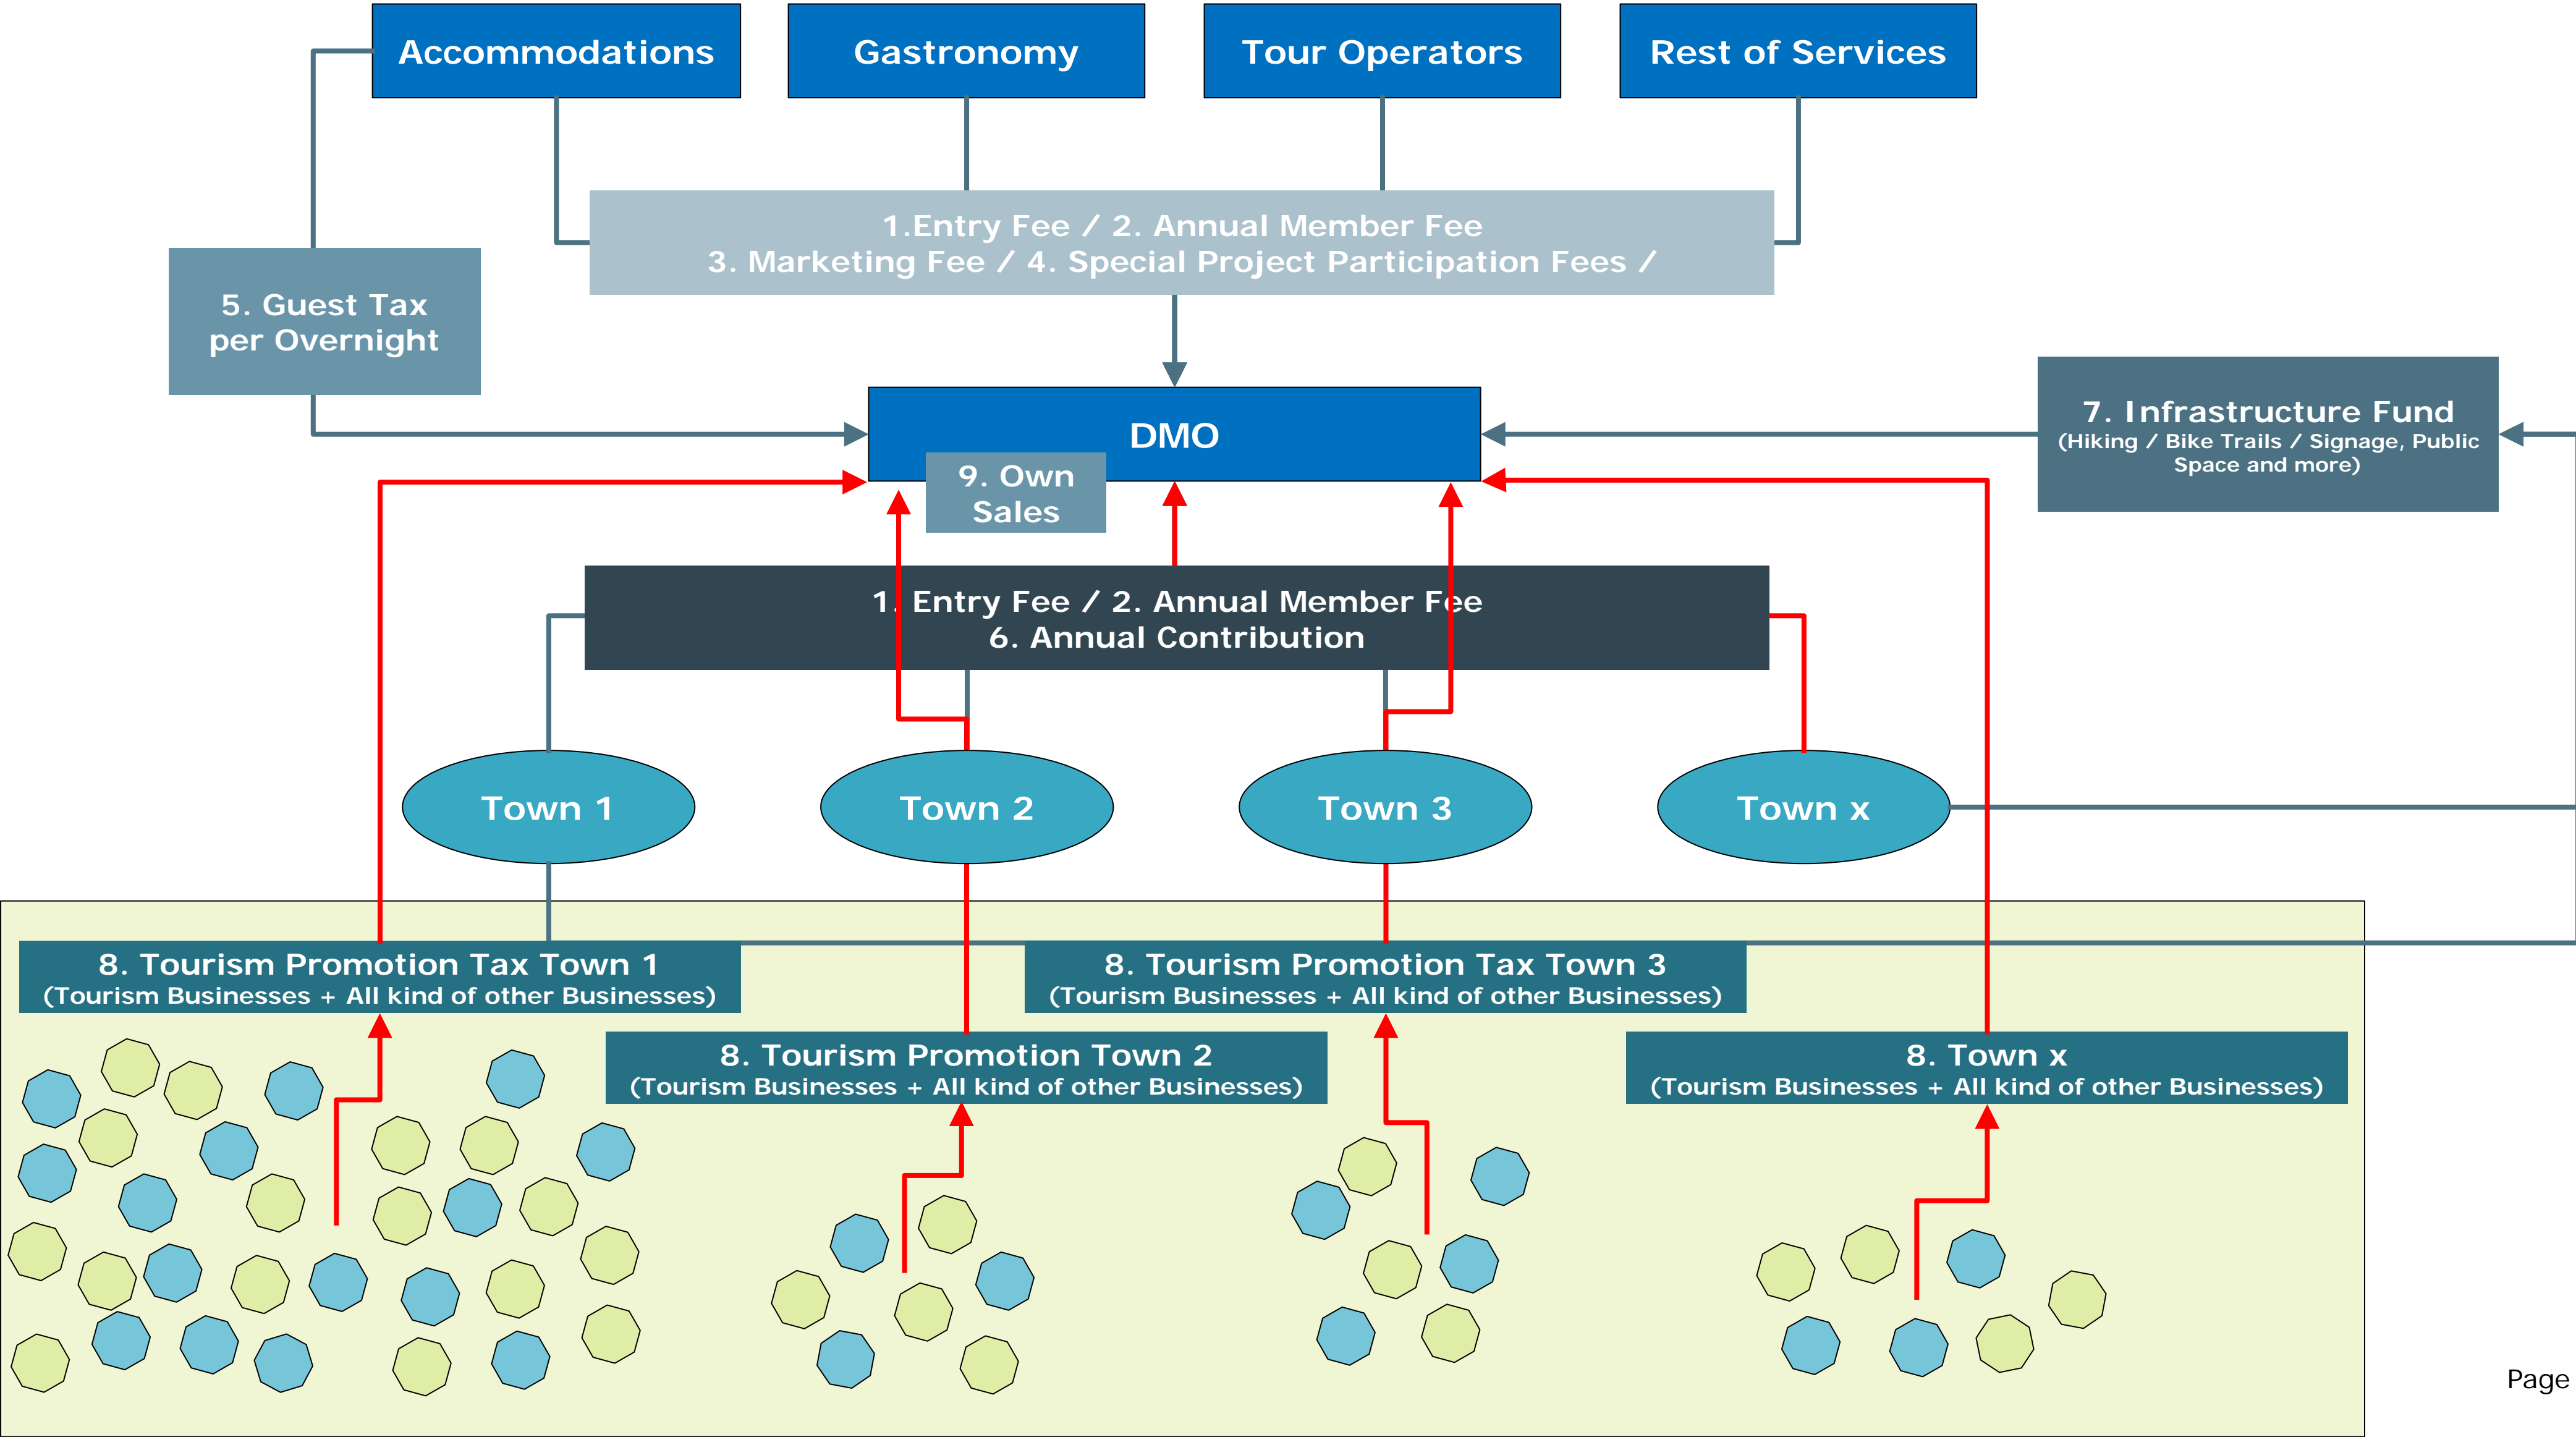 Accommodations
Gastronomy
Tour Operators
Rest of Services
1.Entry Fee / 2. Annual Member Fee
3. Marketing Fee / 4. Special Project Participation Fees /
5. Guest Tax
per Overnight
DMO
7. Infrastructure Fund
(Hiking / Bike Trails / Signage, Public
Space and more)
9. Own
Sales
1. Entry Fee / 2. Annual Member Fee
6. Annual Contribution
Town 1
Town 2
Town 3
Town x
8. Tourism Promotion Tax Town 1
(Tourism Businesses + All kind of other Businesses)
8. Tourism Promotion Tax Town 3
(Tourism Businesses + All kind of other Businesses)
8. Tourism Promotion Town 2
(Tourism Businesses + All kind of other Businesses)
8. Town x
(Tourism Businesses + All kind of other Businesses)
Page